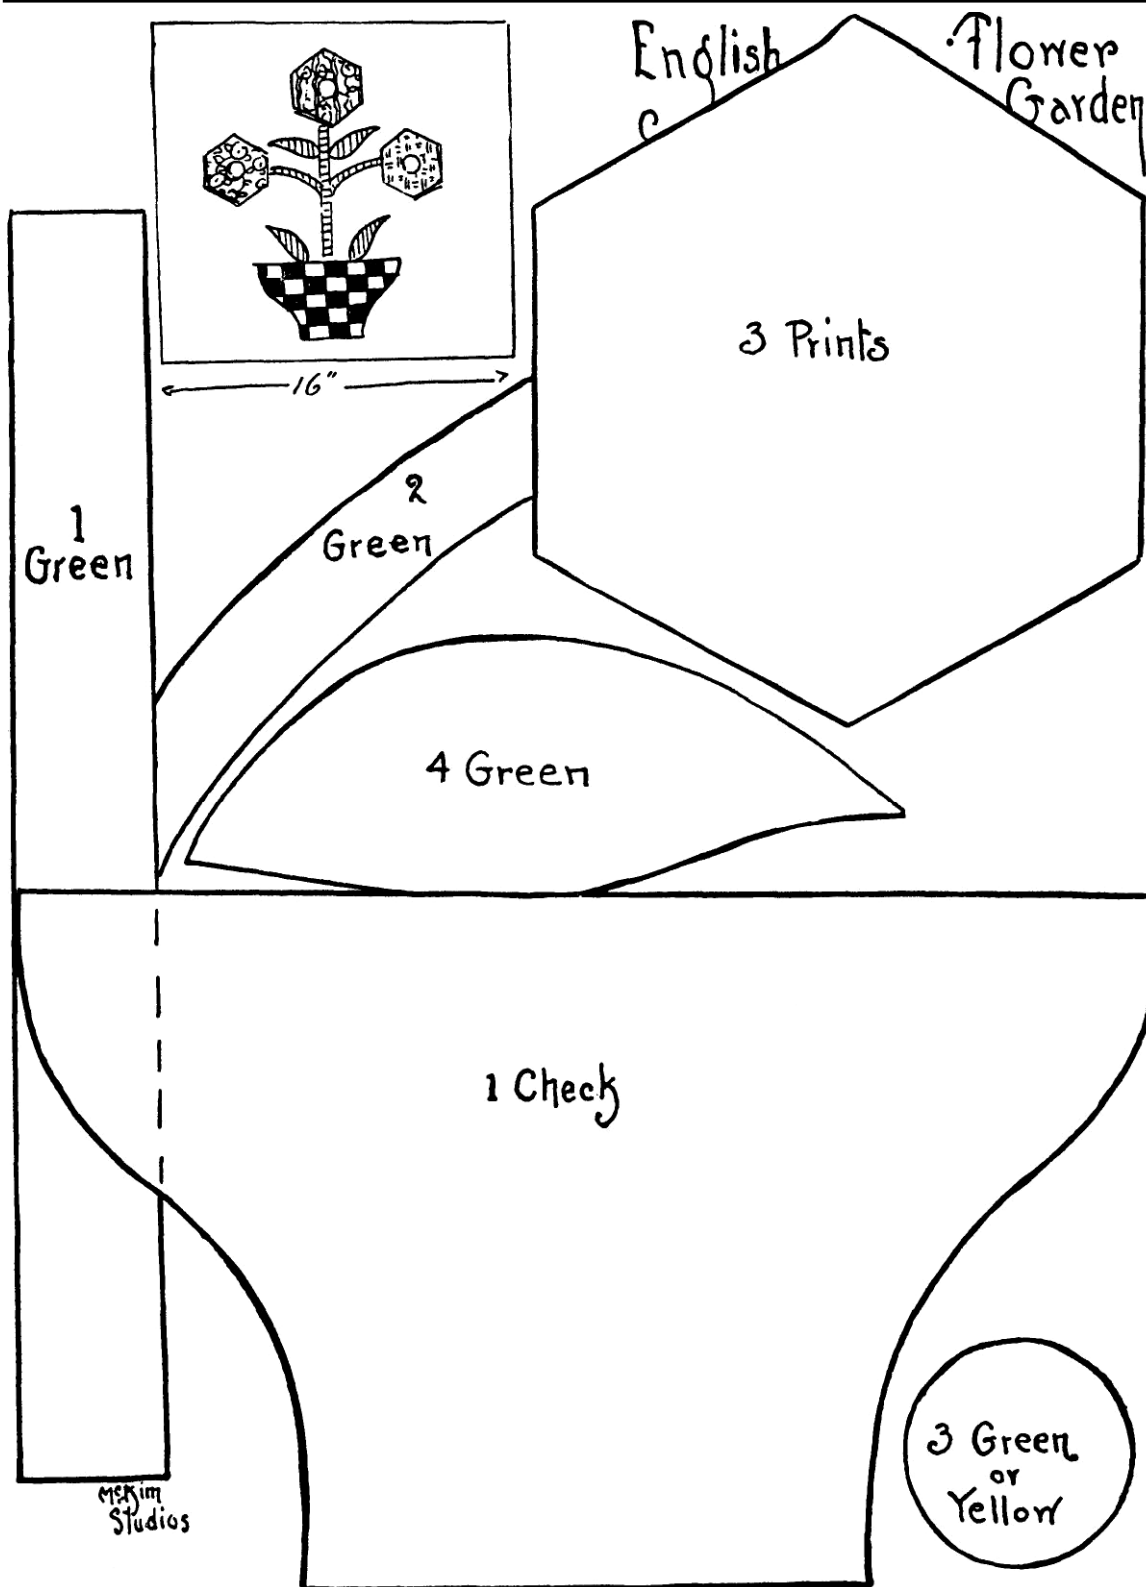 English Flower
Garden
3 Prints
16"
2
Green
1
Green
4 Green
1 Check
3 Green
or
Yellow
McKim
Studios